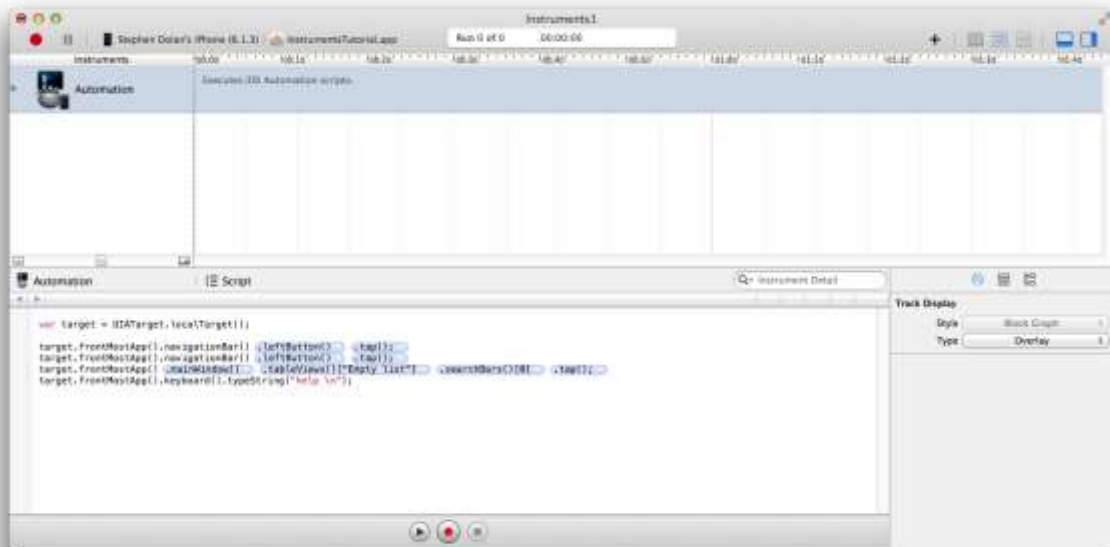 Instruments1
Stephen Dolan's iPhone (6.1.3) InstrumentsTutorial.app
Run 0 of 0 00:00:00
Instruments
Automation
Executes iOS Automation scripts
Automation
Script
Instrument Detail
Track Display
Style Block Graph
Type Overlay
var target = UIATarget.localTarget();
target.frontMostApp().navigationBar() .leftButton() .tap();
target.frontMostApp().navigationBar() .leftButton() .tap();
target.frontMostApp() .mainWindow() .tableViews()["Empty list"] .searchBars()[0] .tap();
target.frontMostApp().keyboard().typeString("help \n");